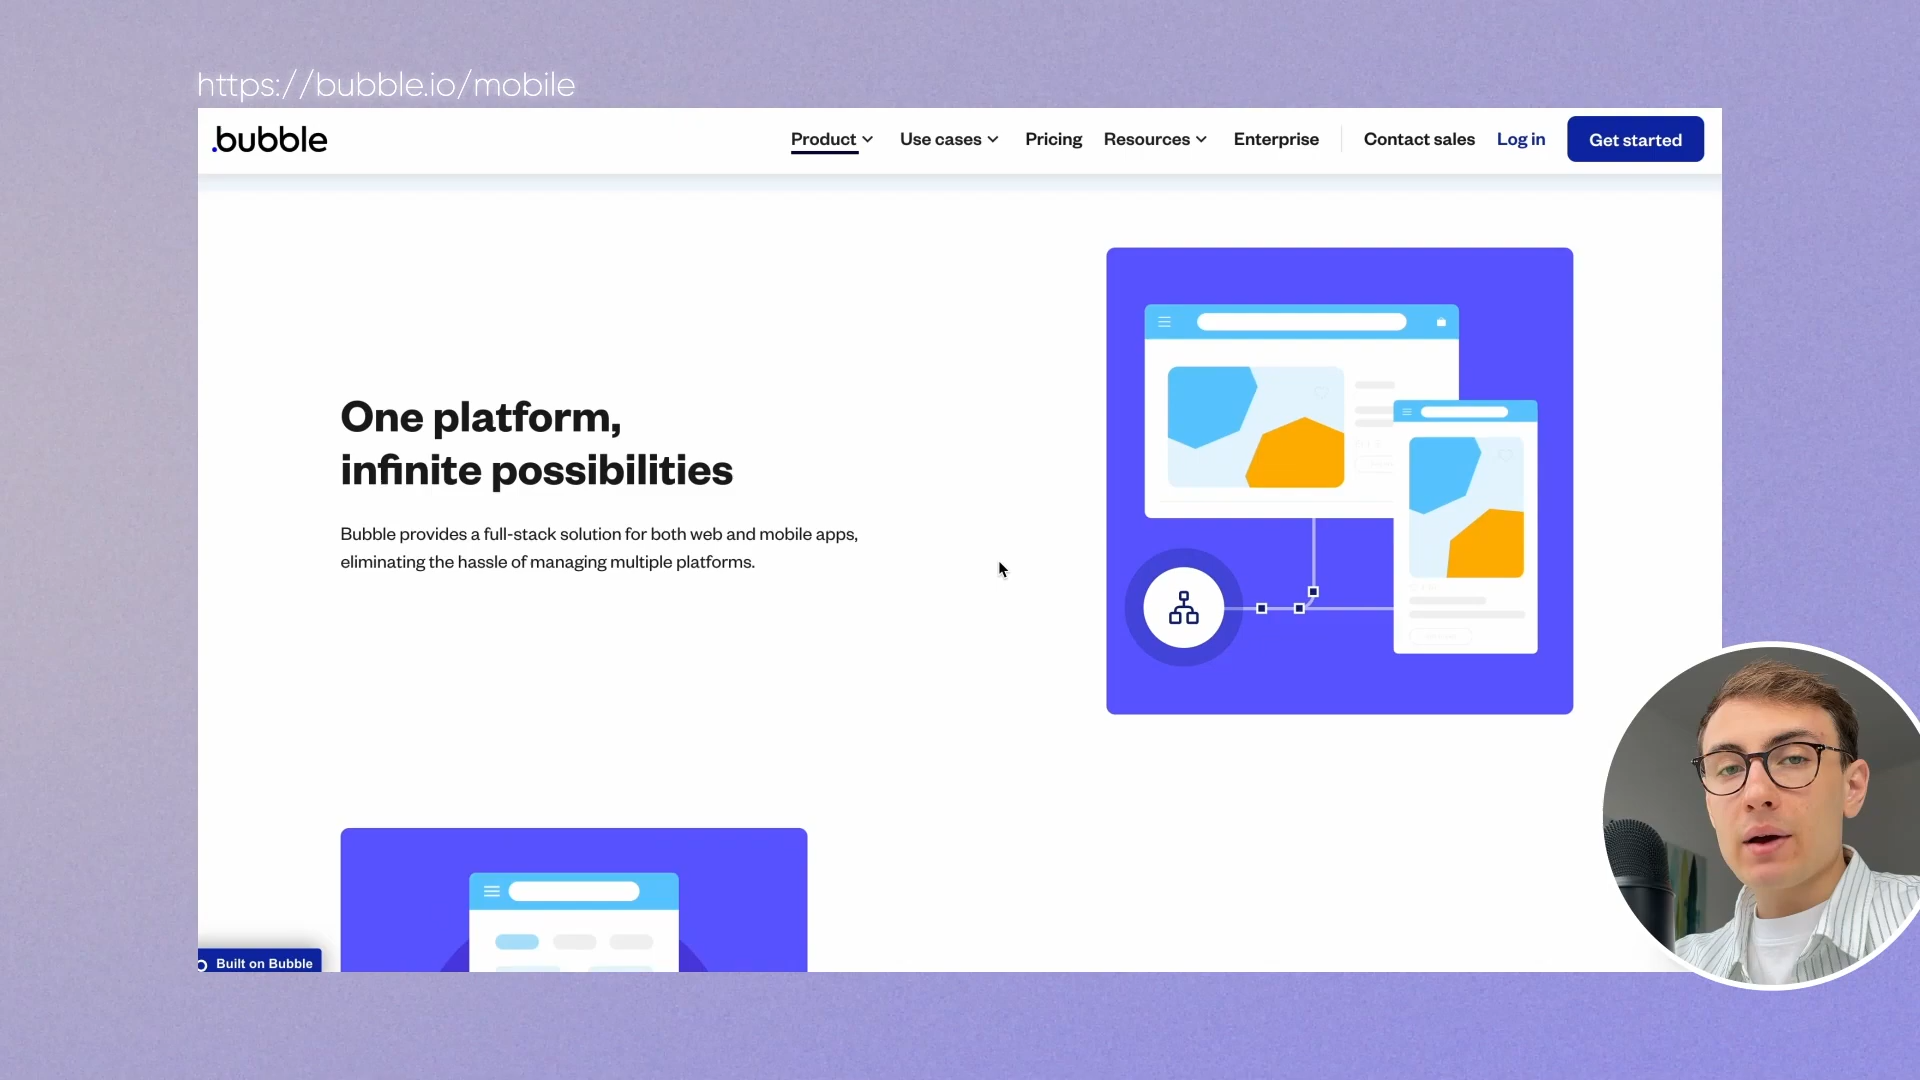 https://bubble.io/mobile
.bubble
Product
Use cases
Pricing
Resources
Enterprise
Contact sales
Log in
Get started
One platform,
infinite possibilities
Bubble provides a full-stack solution for both web and mobile apps,
eliminating the hassle of managing multiple platforms.
Built on Bubble